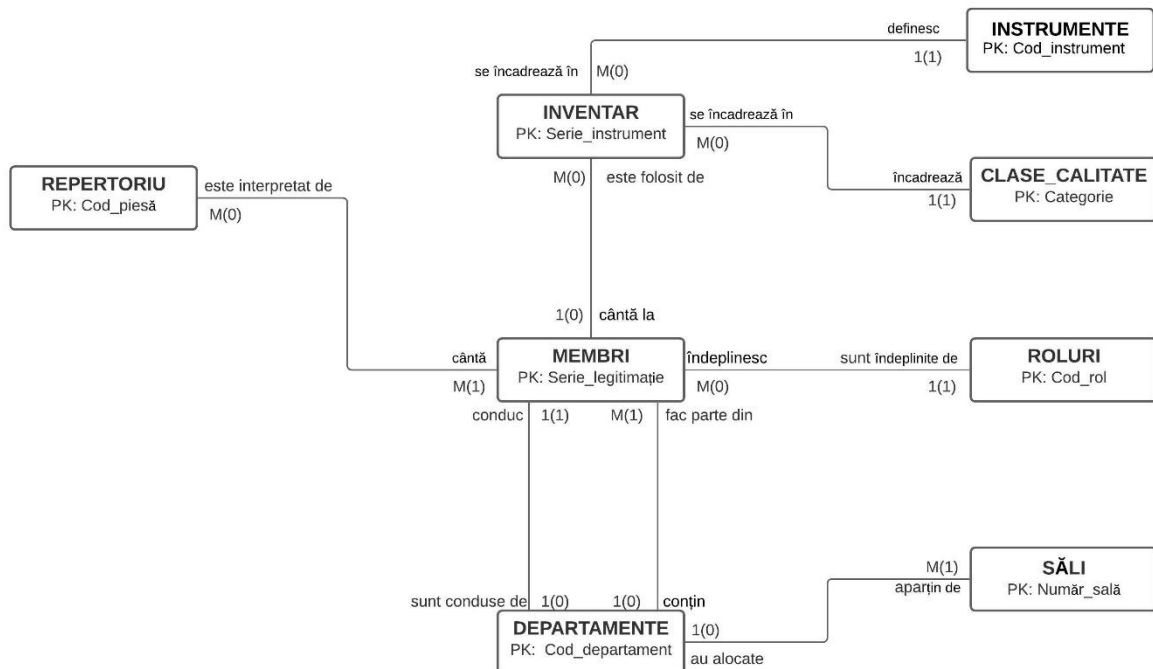 INSTRUMENTE
PK: Cod_instrument
definesc
1(1)
se încadrează în
M(0)
INVENTAR
PK: Serie_instrument
se încadrează în
M(0)
M(0)
este folosit de
încadrează
1(1)
CLASE_CALITATE
PK: Categorie
REPERTORIU
PK: Cod_piesă
este interpretat de
M(0)
1(0)
cântă la
cântă
M(1)
MEMBRI
PK: Serie_legitimație
îndeplinesc
M(0)
sunt îndeplinite de
1(1)
ROLURI
PK: Cod_rol
conduc
1(1)
M(1)
fac parte din
sunt conduse de
1(0)
1(0)
conțin
DEPARTAMENTE
PK: Cod_departament
1(0)
au alocate
M(1)
aparțin de
SĂLI
PK: Număr_sală